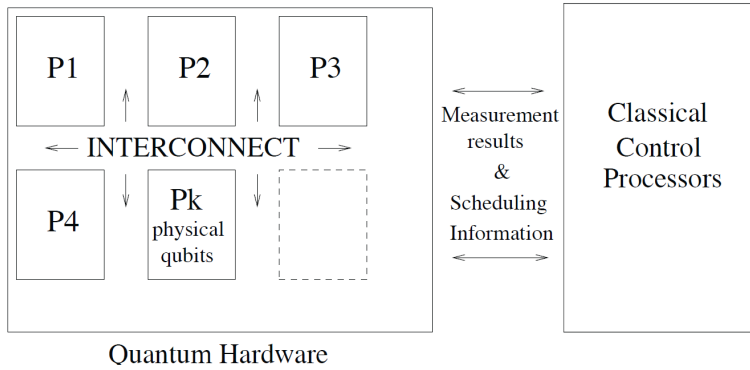 P1
P2
P3
INTERCONNECT
P4
Pk
physical
qubits
Quantum Hardware
Measurement
results
&
Scheduling
Information
Classical
Control
Processors